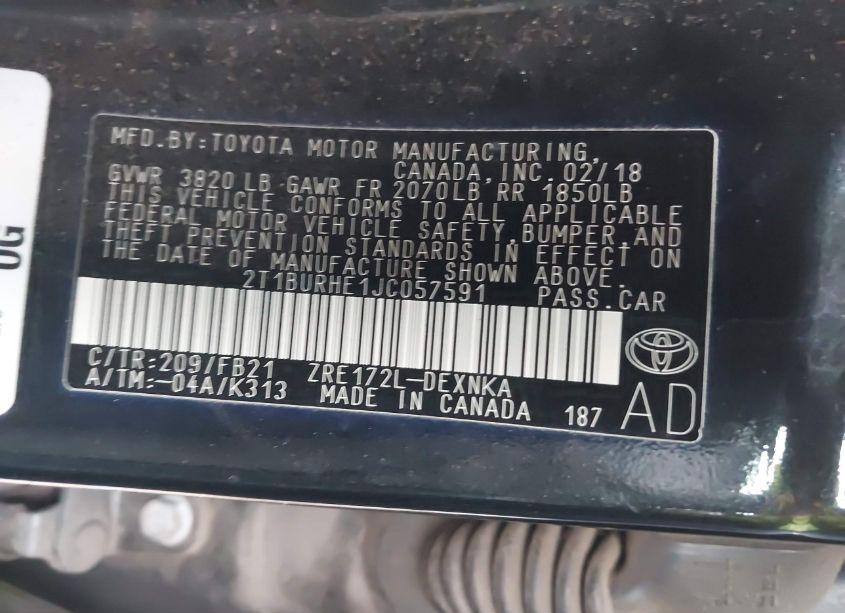 MFD.BY:TOYOTA MOTOR MANUFACTURING,
CANADA,INC. 02/18
GVWR 3820 LB GAWR FR 2070LB RR 1850LB
THIS VEHICLE CONFORMS TO ALL APPLICABLE
FEDERAL MOTOR VEHICLE SAFETY,BUMPER,AND
THEFT PREVENTION STANDARDS IN EFFECT ON
THE DATE OF MANUFACTURE SHOWN ABOVE.
2T1BURHE1JC057591 PASS.CAR
C/TR:209/FB21 ZRE172L-DEXNKA
A/TM:-04A/K313 MADE IN CANADA 187 AD
OG